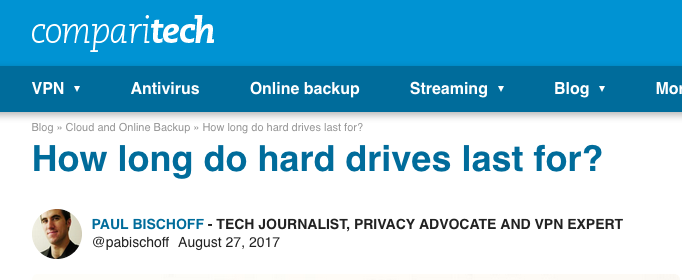 comparitech
VPN ▼ Antivirus Online backup Streaming ▼ Blog ▼ Mor
Blog » Cloud and Online Backup » How long do hard drives last for?
How long do hard drives last for?
PAUL BISCHOFF - TECH JOURNALIST, PRIVACY ADVOCATE AND VPN EXPERT
@pabischoff August 27, 2017